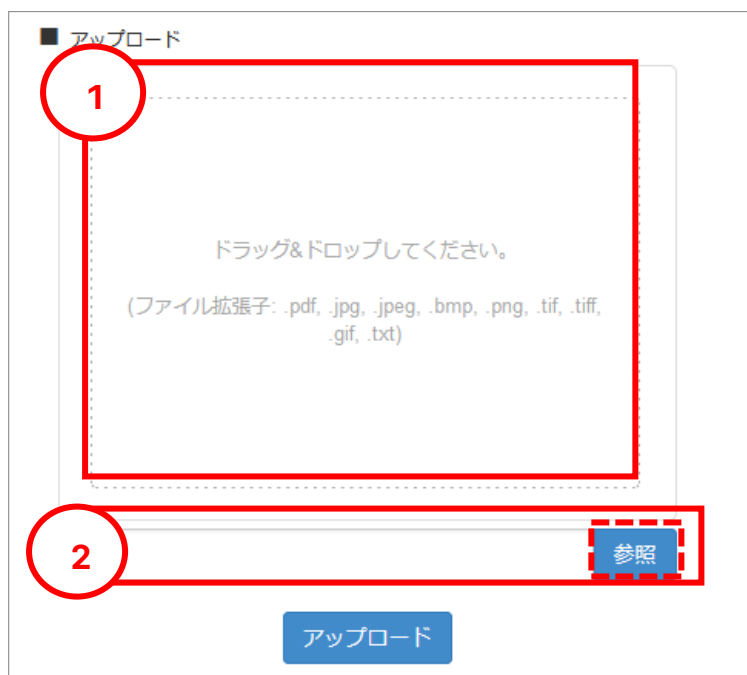 ■ アップロード
1
ドラッグ&ドロップしてください。
(ファイル拡張子: .pdf, .jpg, .jpeg, .bmp, .png, .tif, .tiff,
.gif, .txt)
2
参照
アップロード